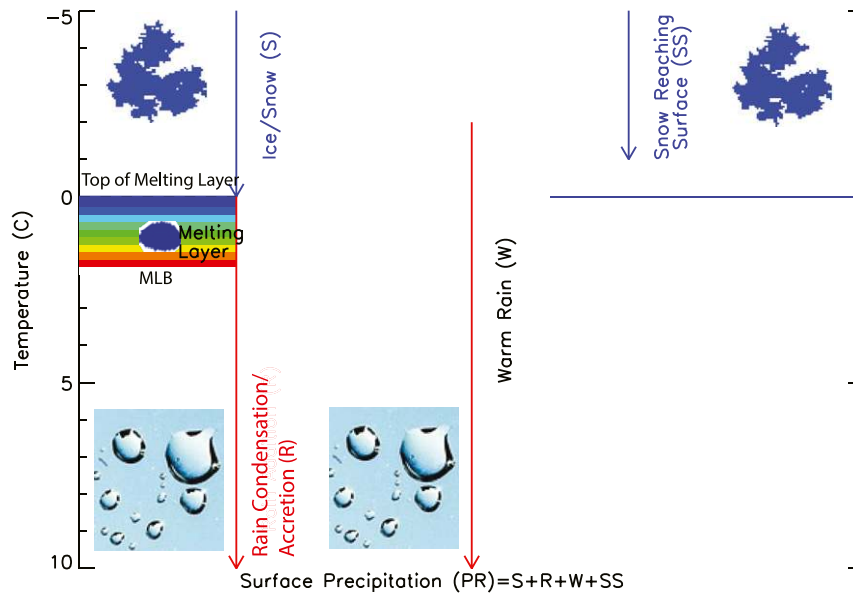 -5
0
5
10
Temperature (C)
Ice/Snow (S)
Top of Melting Layer
Melting
Layer
MLB
Rain Condensation/
Accretion (R)
Warm Rain (W)
Snow Reaching
Surface (SS)
Surface Precipitation (PR)=S+R+W+SS